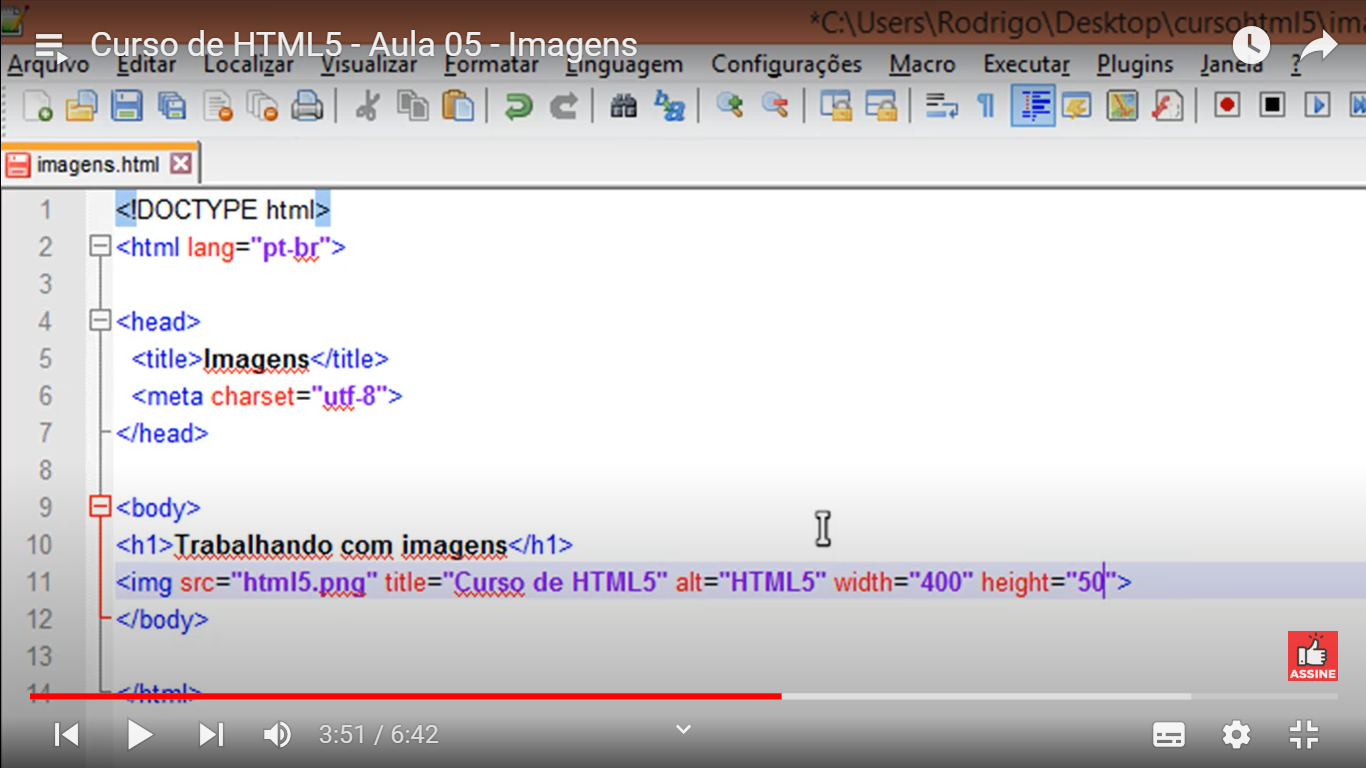 *C:\Users\Rodrigo\Desktop\cursohtml5\ima
Curso de HTML5 - Aula 05 - Imagens
Arquivo Editar Localizar Visualizar Formatar Linguagem Configurações Macro Executar Plugins Janela ?
imagens.html
1 <!DOCTYPE html>
2 <html lang="pt-br">
3
4 <head>
5 <title>Imagens</title>
6 <meta charset="utf-8">
7 </head>
8
9 <body>
10 <h1>Trabalhando com imagens</h1>
11 <img src="html5.png" title="Curso de HTML5" alt="HTML5" width="400" height="50">
12 </body>
13
14 </html>
ASSINE
3:51 / 6:42